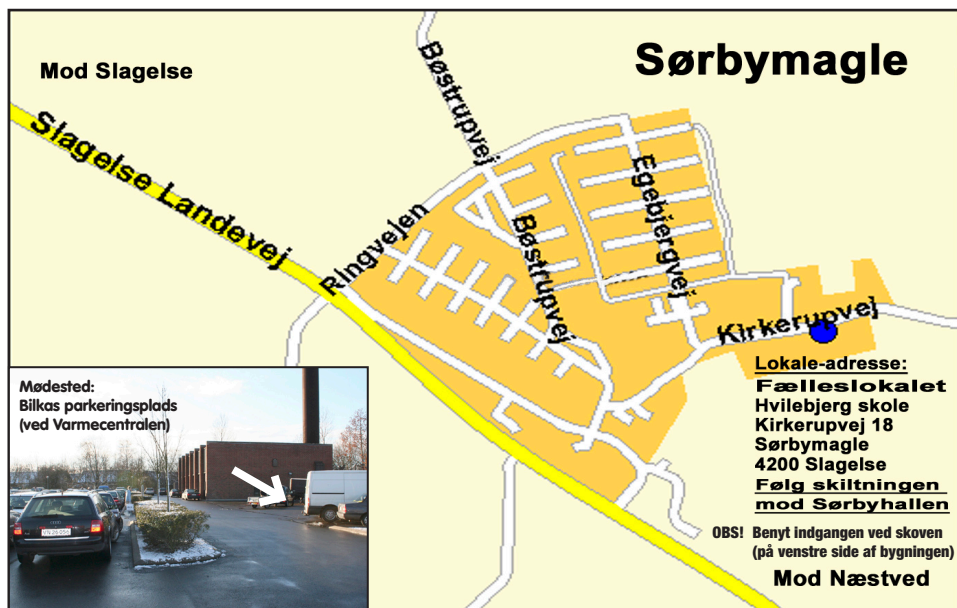 Mod Slagelse
Sørbymagle
Bøstrupvej
Slagelse Landevej
Ringvejen
Egebjergvej
Bøstrupvej
Kirkerupvej
Mødested:
Bilkas parkeringsplads
(ved Varmecentralen)
Lokale-adresse:
Fælleslokalet
Hvilebjerg skole
Kirkerupvej 18
Sørbymagle
4200 Slagelse
Følg skiltningen
mod Sørbyhallen
OBS! Benyt indgangen ved skoven
(på venstre side af bygningen)
Mod Næstved